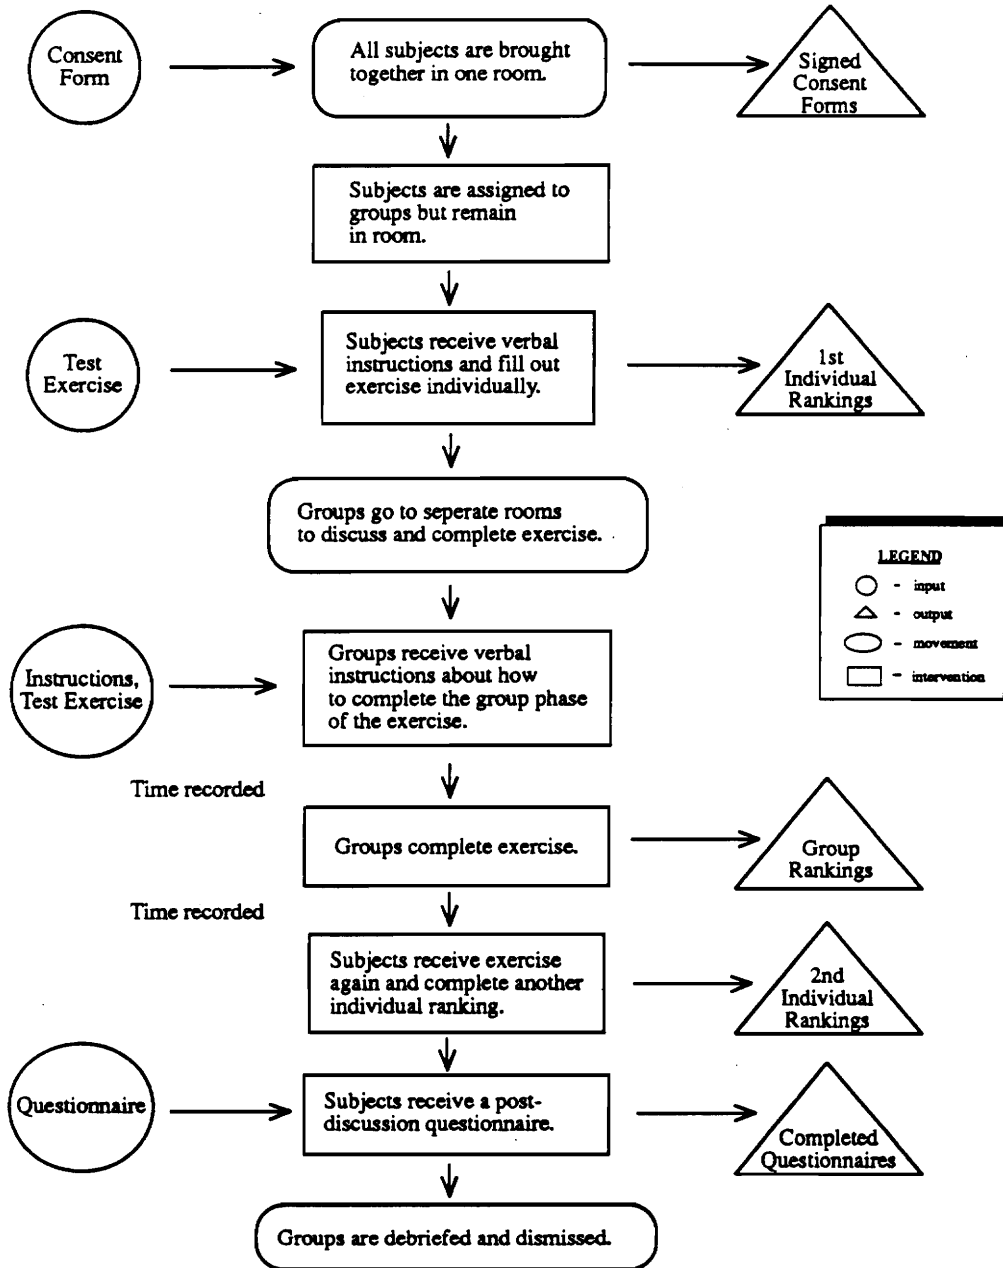 Consent
Form
All subjects are brought
together in one room.
Signed
Consent
Forms
Subjects are assigned to
groups but remain
in room.
Test
Exercise
Subjects receive verbal
instructions and fill out
exercise individually.
1st
Individual
Rankings
Groups go to seperate rooms
to discuss and complete exercise.
LEGEND
- input
- output
- movement
- intervention
Instructions,
Test Exercise
Groups receive verbal
instructions about how
to complete the group phase
of the exercise.
Time recorded
Groups complete exercise.
Group
Rankings
Time recorded
Subjects receive exercise
again and complete another
individual ranking.
2nd
Individual
Rankings
Questionnaire
Subjects receive a post-
discussion questionnaire.
Completed
Questionnaires
Groups are debriefed and dismissed.